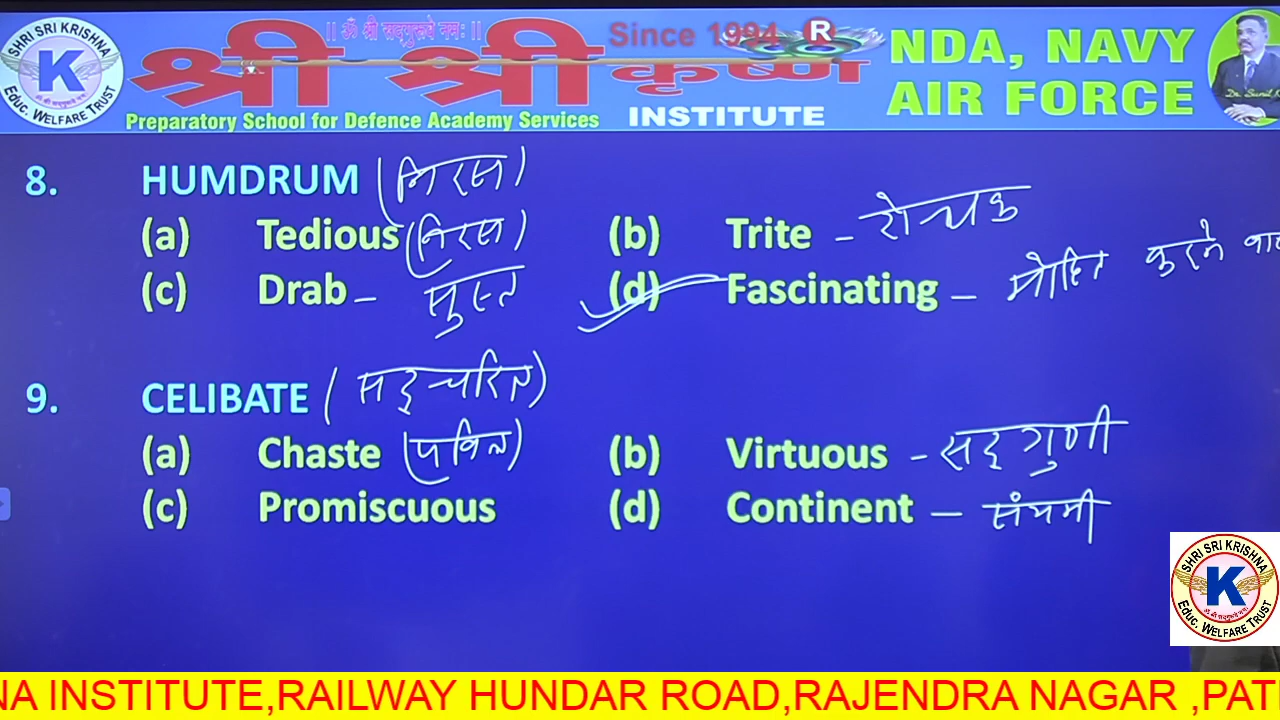 || ॐ श्री सद्‌गुरुवे नमः ||
SHRI SRI KRISHNA
K
Educ. WELFARE TRUST
श्री श्री कृष्णा
Since 1994
R
INSTITUTE
Preparatory School for Defence Academy Services
NDA, NAVY
AIR FORCE
8. HUMDRUM (निरस)
(a) Tedious (निरस) (b) Trite - रोचक
(c) Drab - सुस्त (d) Fascinating - मोहित करने
9. CELIBATE (सद्चरित)
(a) Chaste (पवित्र) (b) Virtuous - सद्गुणी
(c) Promiscuous (d) Continent - संयमी
SHRI SRI KRISHNA
K
Educ. WELFARE TRUST
NA INSTITUTE,RAILWAY HUNDAR ROAD,RAJENDRA NAGAR ,PAT